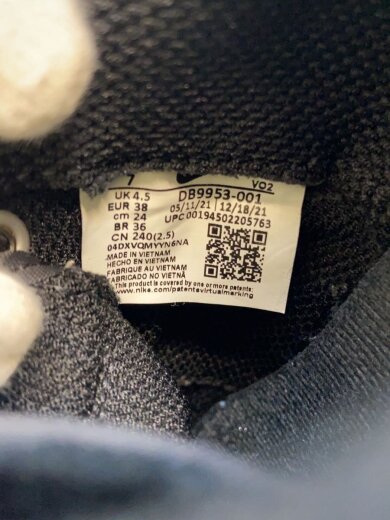 7
VO2
UK 4.5
DB9953-001
EUR 38
05/11/21 12/18/21
cm 24
UPC 00194502205763
BR 36
CN 240(2.5)
04DXVQMYYN6NA
MADE IN VIETNAM
HECHO EN VIETNAM
FABRIQUE AU VIETNAM
FABRICADO NO VIETNÃ
This product is covered by one or more patents:
www.nike.com/patentsvirtualmarking